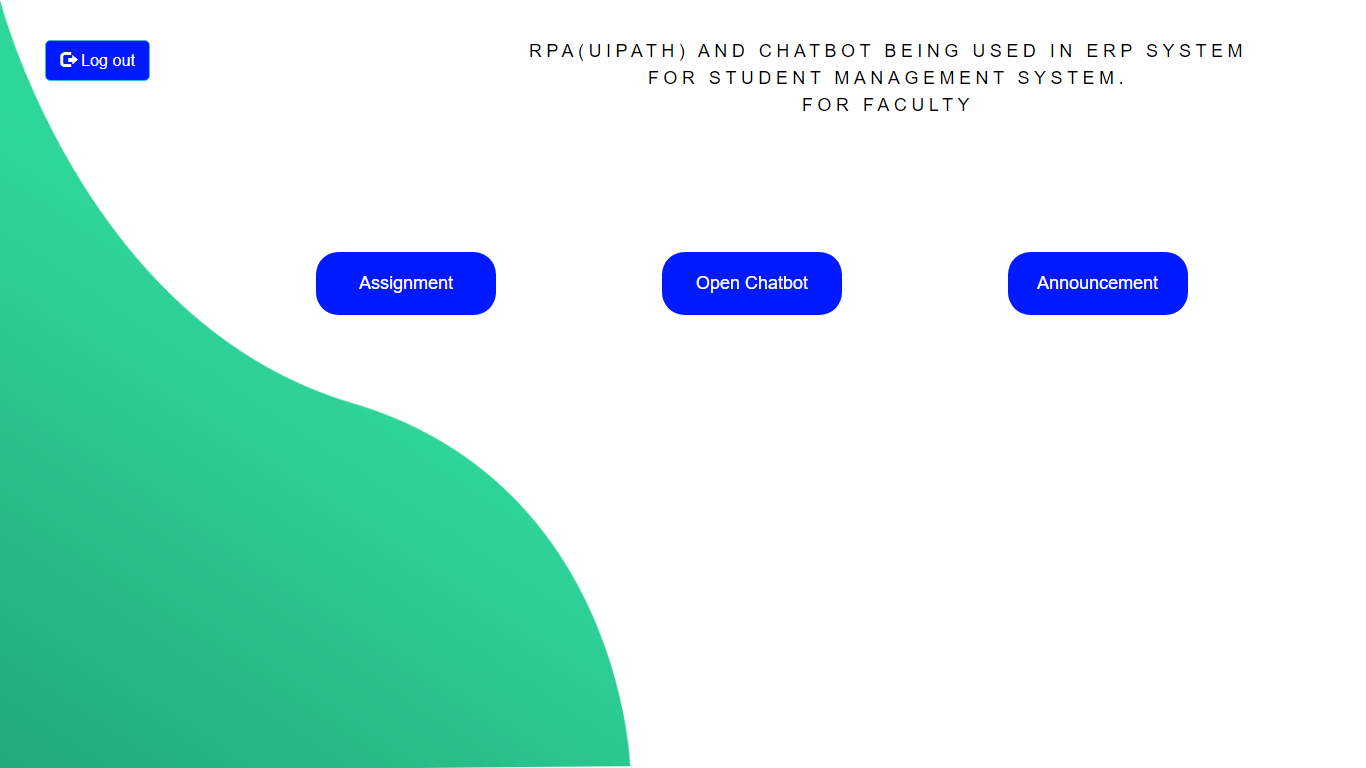 Log out
RPA(UIPATH) AND CHATBOT BEING USED IN ERP SYSTEM
FOR STUDENT MANAGEMENT SYSTEM.
FOR FACULTY
Assignment
Open Chatbot
Announcement